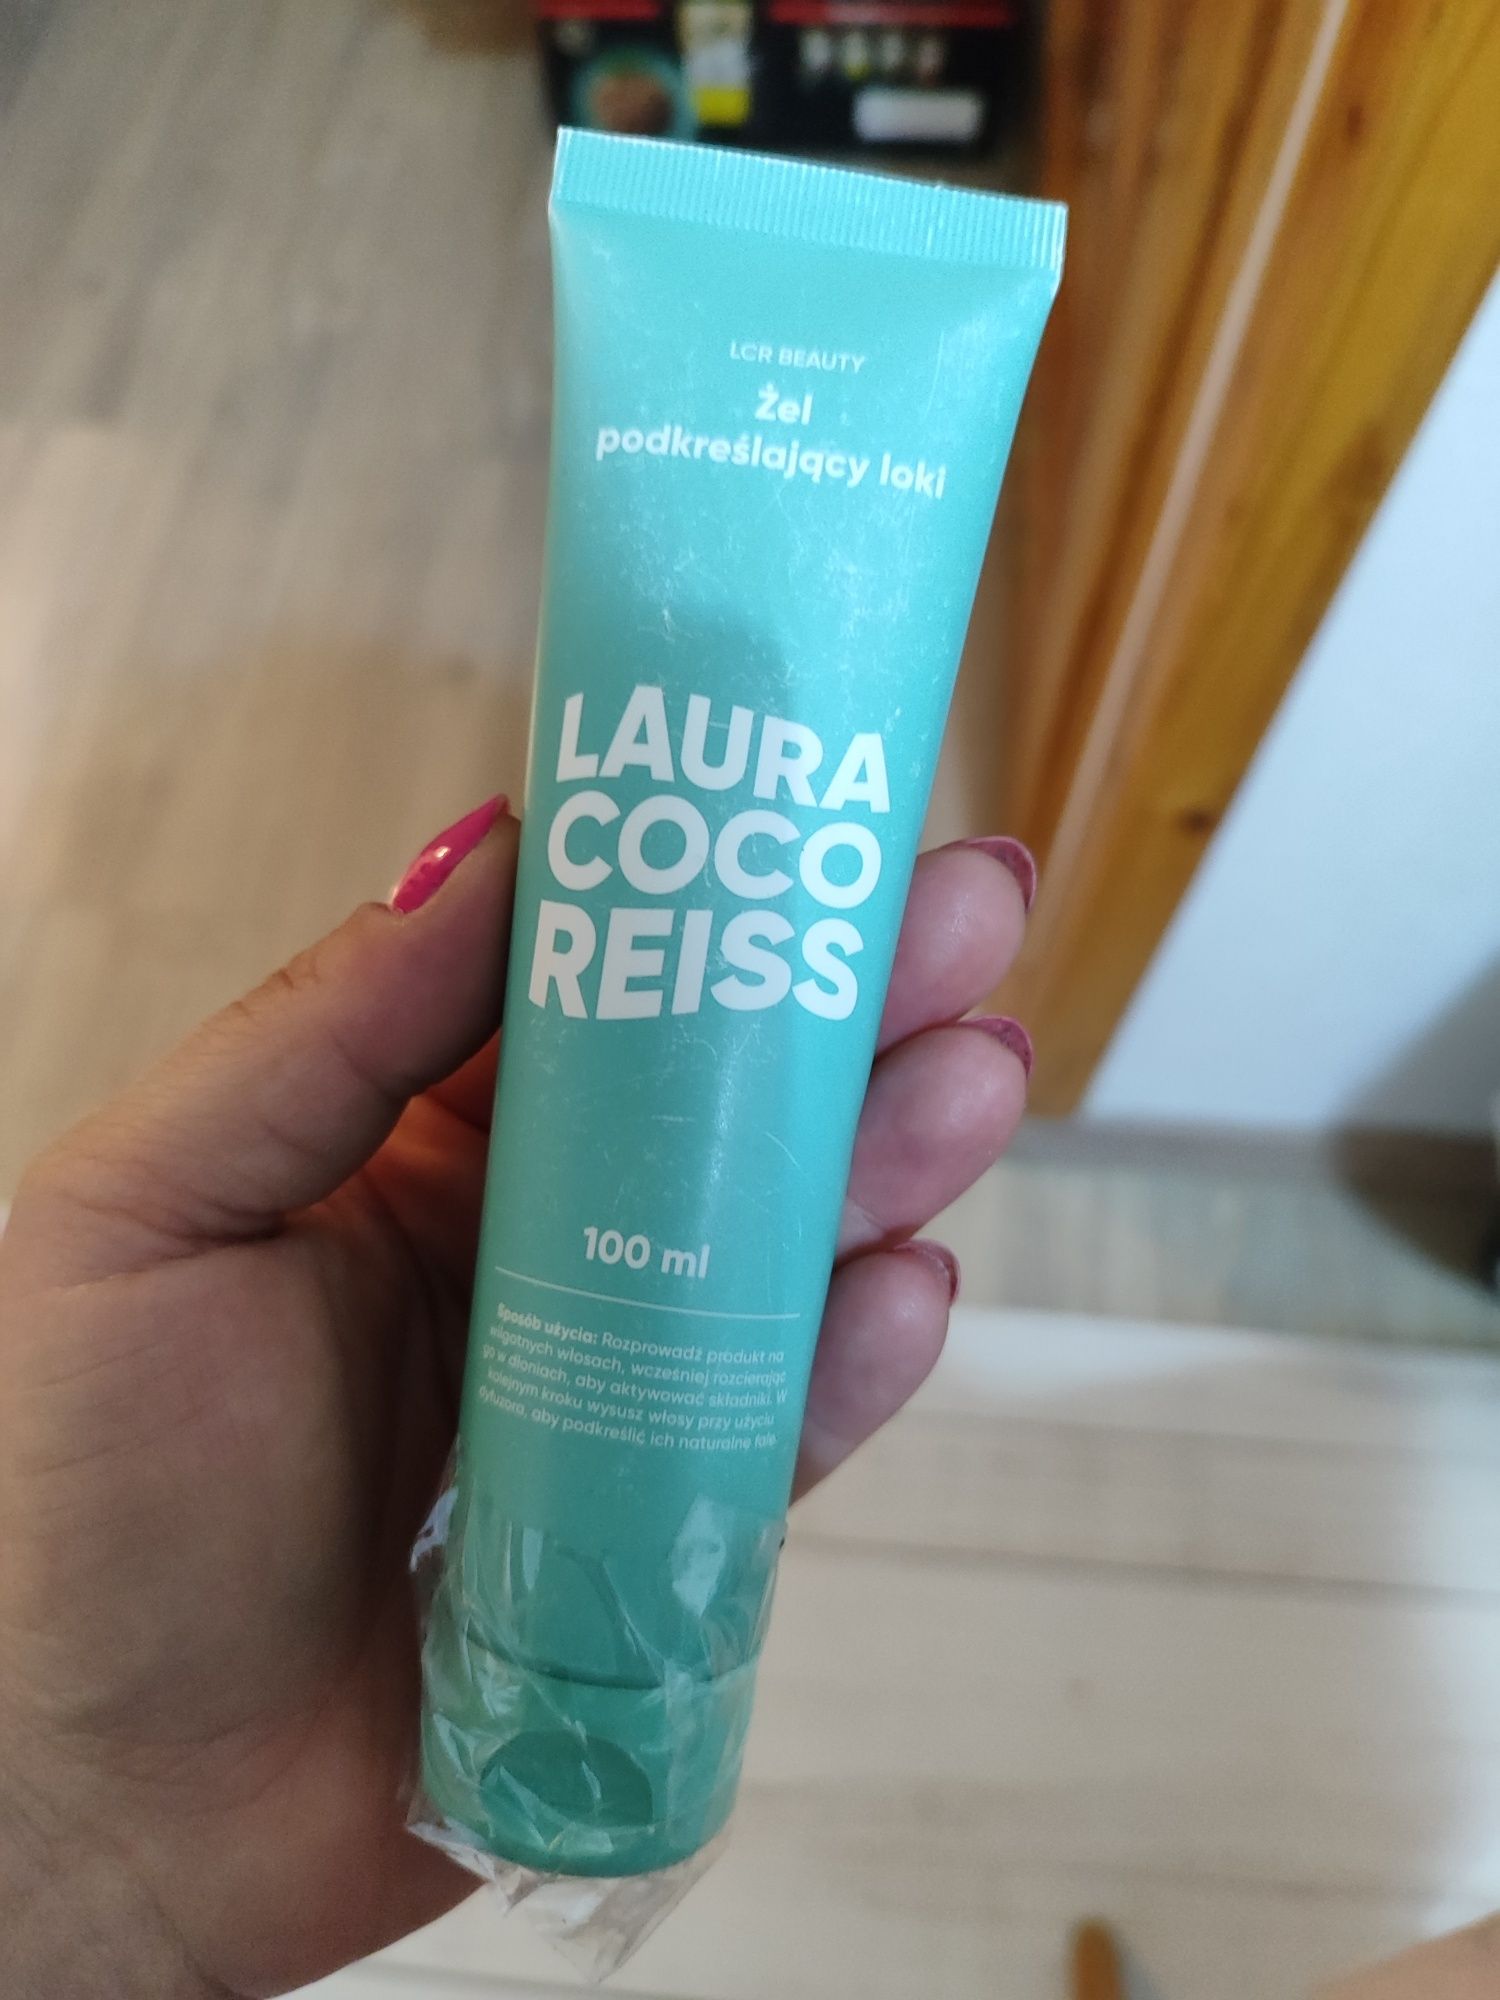 LCR BEAUTY
Żel
podkreślający loki
LAURA
COCO
REISS
100 ml
Sposób użycia: Rozprowadź produkt na
wilgotnych włosach, wcześniej rozcierając
go w dłoniach, aby aktywować składniki. W
kolejnym kroku wysusz włosy przy użyciu
dyfuzora, aby podkreślić ich naturalne fale.